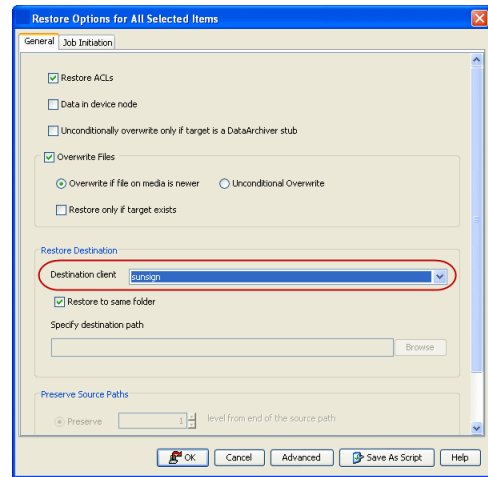 Restore Options for All Selected Items
General Job Initiation
Restore ACLs
Data in device node
Unconditionally overwrite only if target is a DataArchiver stub
Overwrite Files
Overwrite if file on media is newer Unconditional Overwrite
Restore only if target exists
Restore Destination
Destination client sunsign
Restore to same folder
Specify destination path
Browse
Preserve Source Paths
Preserve 1 level from end of the source path
OK Cancel Advanced Save As Script Help